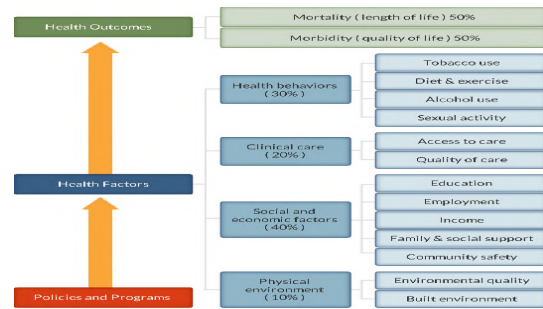 Health Outcomes
Mortality ( length of life ) 50%
Morbidity ( quality of life ) 50%
Health Factors
Policies and Programs
Health behaviors
( 30% )
Tobacco use
Diet & exercise
Alcohol use
Sexual activity
Clinical care
( 20% )
Access to care
Quality of care
Social and
economic factors
( 40% )
Education
Employment
Income
Family & social support
Community safety
Physical
environment
( 10% )
Environmental quality
Built environment